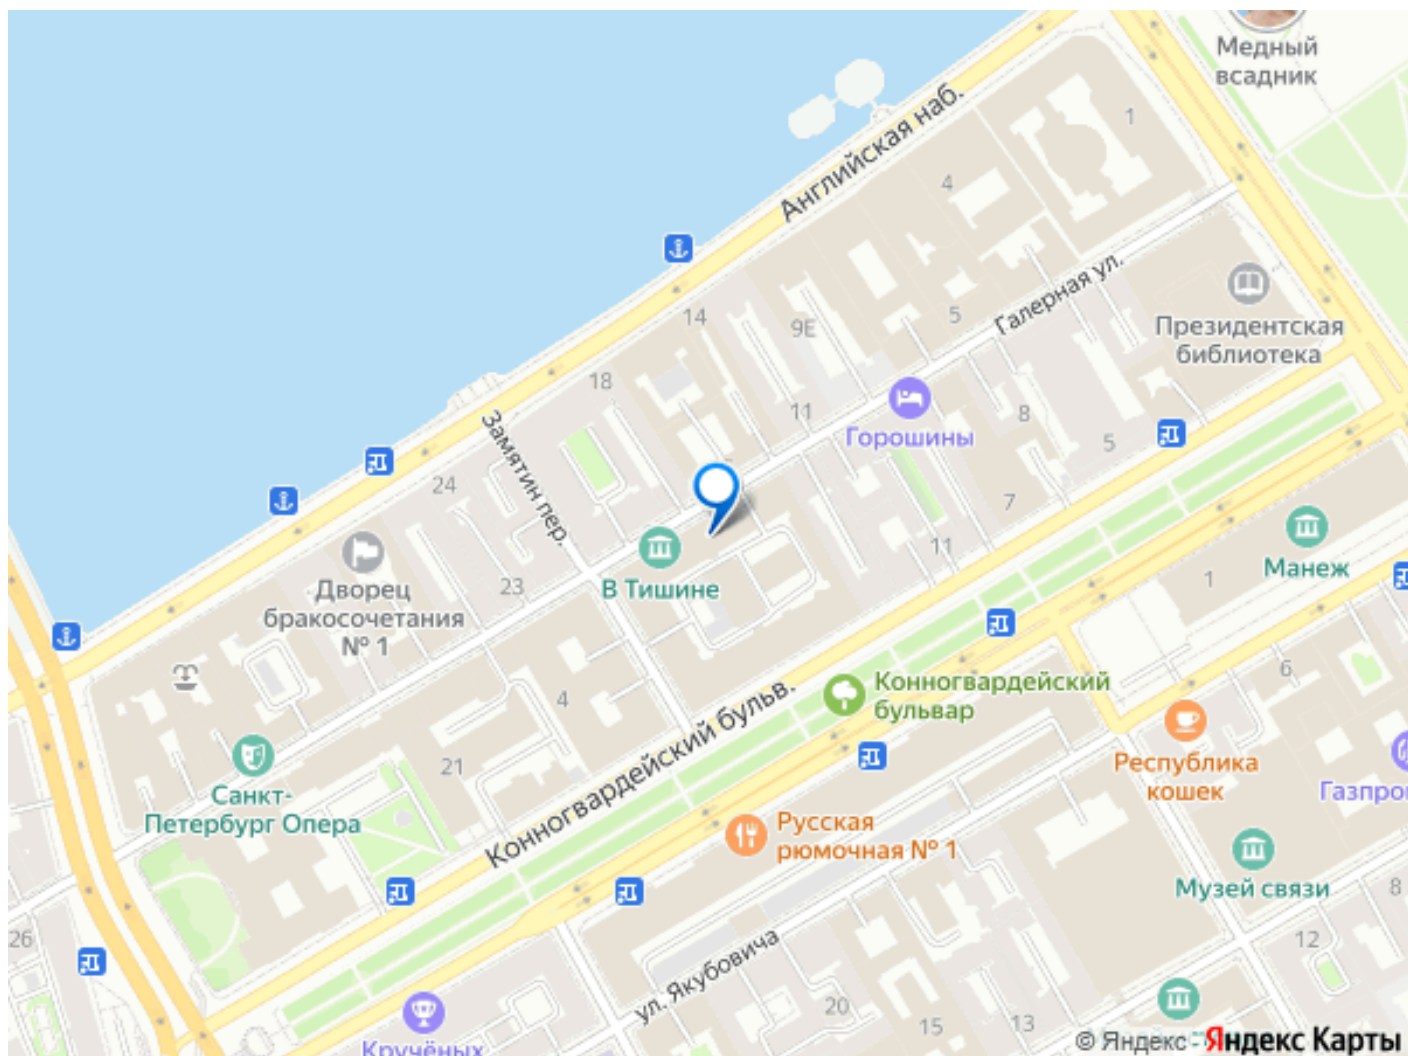 Медный
всадник
1
Английская наб.
4
Галерная ул.
5
Президентская
библиотека
14
9Е
18
11
Горошины
8
5
Замятин пер.
24
7
11
В Тишине
Манеж
1
Дворец
бракосочетания
№ 1
23
4
Конногвардейский
бульвар
6
Конногвардейский бульв.
21
Республика
кошек
Санкт-
Петербург Опера
Газпро
Русская
рюмочная № 1
Музей связи
8
26
12
ул. Якубовича
20
15
13
Кручёных
© Яндекс - Яндекс Карты